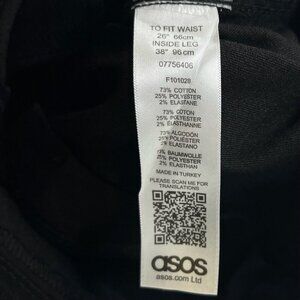 TO FIT WAIST
26" 66cm
INSIDE LEG
38" 96cm
07756406
F101028
73% COTTON
25% POLYESTER
2% ELASTANE
73% COTON
25% POLYESTER
2% ÉLASTHANNE
73% ALGODÓN
25% POLIÉSTER
2% ELASTANO
73% BAUMWOLLE
25% POLYESTER
2% ELASTHAN
MADE IN TURKEY
PLEASE SCAN ME FOR
TRANSLATIONS
asos
asos.com Ltd